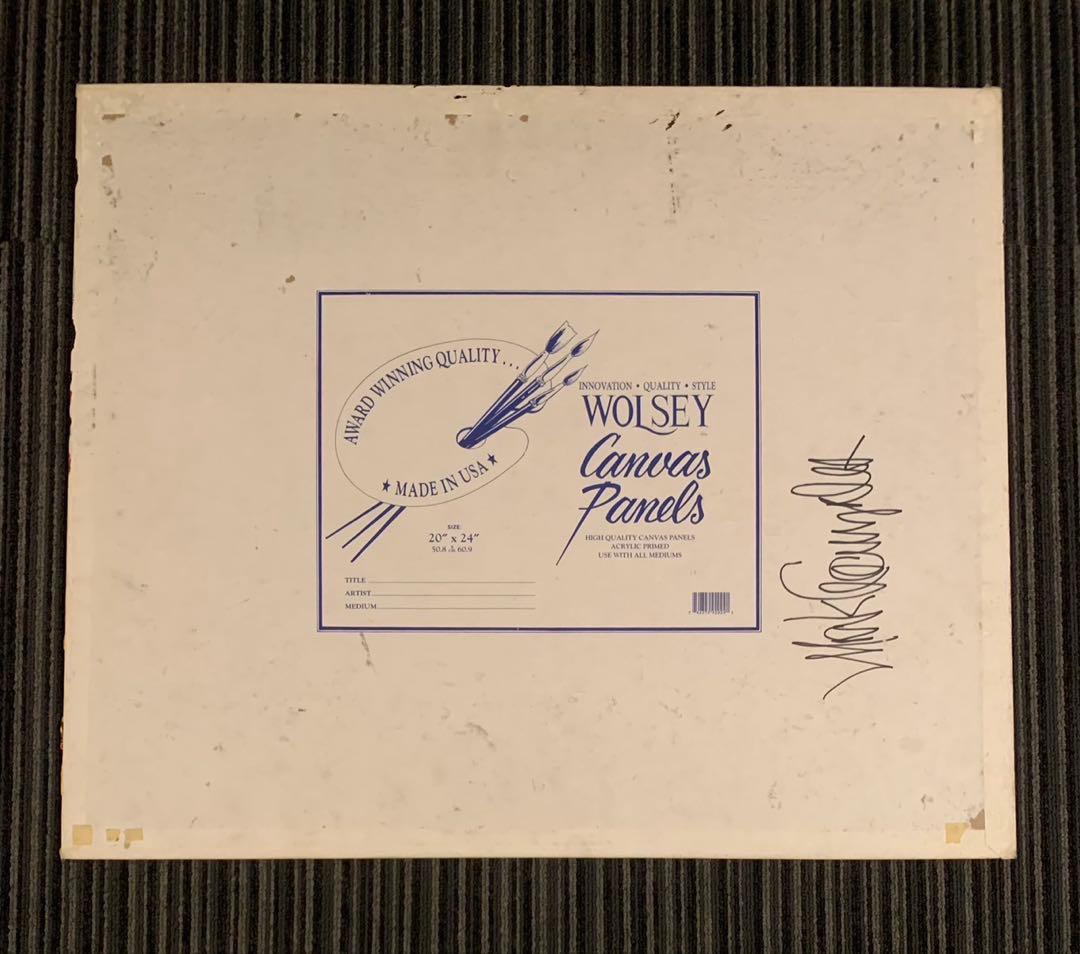 AWARD WINNING QUALITY...
★ MADE IN USA ★
SIZE:
20" x 24"
50.8 x 60.9
TITLE
ARTIST
MEDIUM
INNOVATION • QUALITY • STYLE
WOLSEY
Canvas
Panels
HIGH QUALITY CANVAS PANELS
ACRYLIC PRIMED
USE WITH ALL MEDIUMS